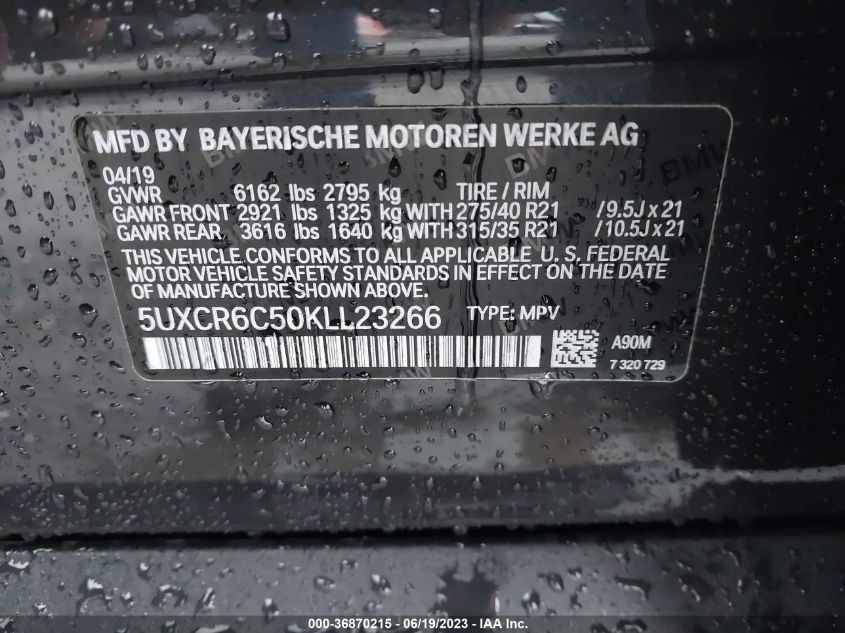 MFD BY BAYERISCHE MOTOREN WERKE AG
04/19
GVWR 6162 lbs 2795 kg TIRE / RIM
GAWR FRONT 2921 lbs 1325 kg WITH 275/40 R21 /9.5J x 21
GAWR REAR 3616 lbs 1640 kg WITH 315/35 R21 /10.5J x 21
THIS VEHICLE CONFORMS TO ALL APPLICABLE U. S. FEDERAL
MOTOR VEHICLE SAFETY STANDARDS IN EFFECT ON THE DATE
OF MANUFACTURE SHOWN ABOVE.
5UXCR6C50KLL23266 TYPE: MPV
A90M
7 320 729
000-36870215 - 06/19/2023 - IAA Inc.